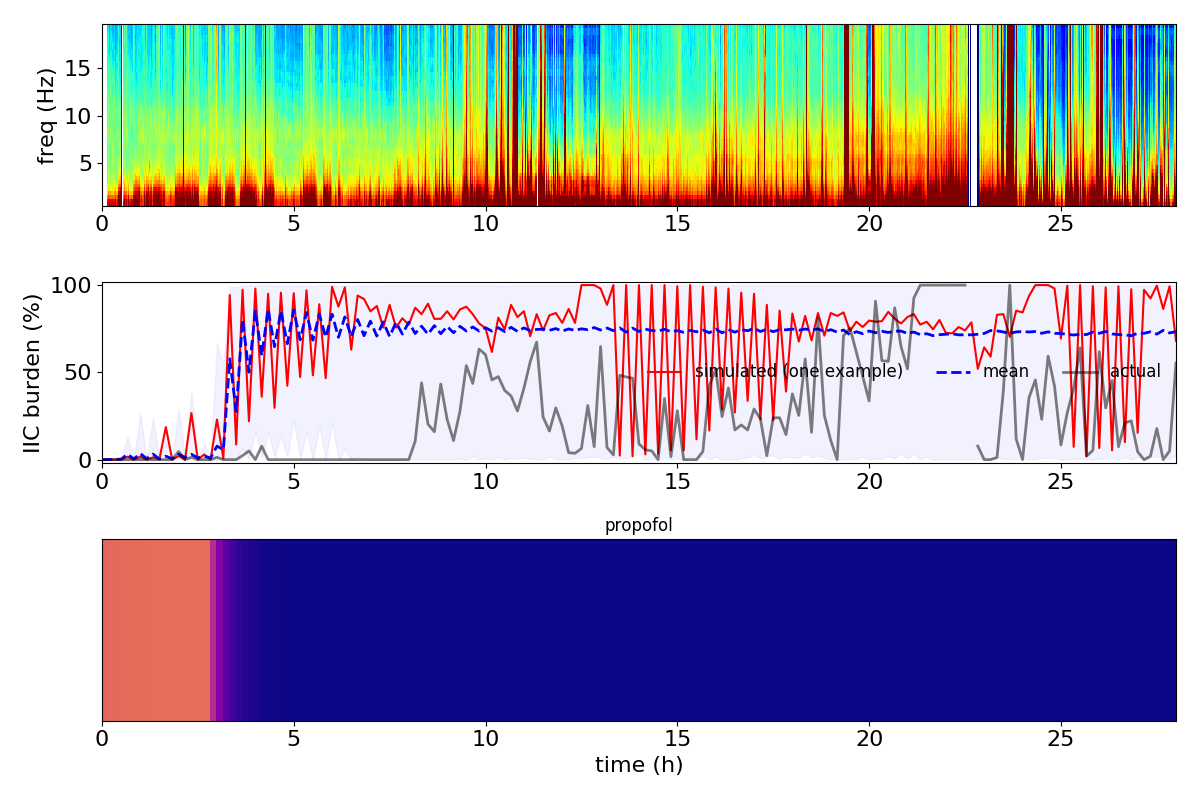 freq (Hz)
15
10
5
0 5 10 15 20 25
IIC burden (%)
100
50
0
simulated (one example) mean actual
0 5 10 15 20 25
propofol
0 5 10 15 20 25
time (h)